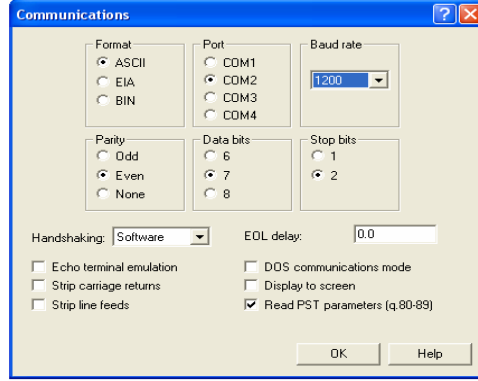 Communications
Format
ASCII
EIA
BIN
Port
COM1
COM2
COM3
COM4
Baud rate
1200
Parity
Odd
Even
None
Data bits
6
7
8
Stop bits
1
2
Handshaking: Software
EOL delay: 0.0
Echo terminal emulation
Strip carriage returns
Strip line feeds
DOS communications mode
Display to screen
Read PST parameters (q.80-89)
OK
Help